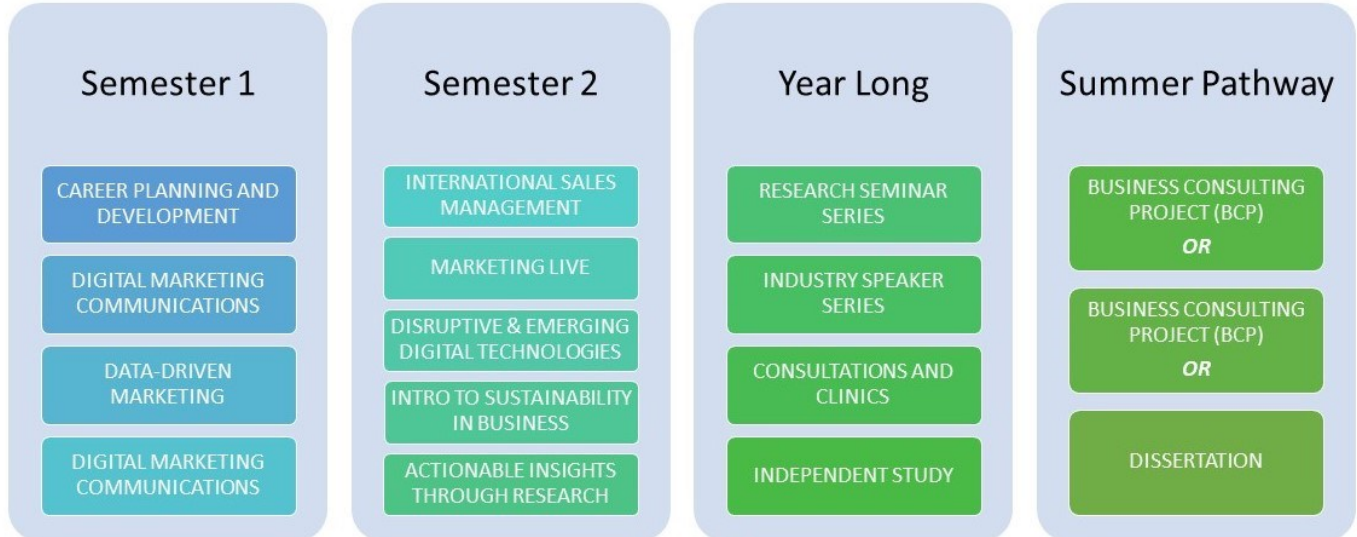 Semester 1
CAREER PLANNING AND
DEVELOPMENT
DIGITAL MARKETING
COMMUNICATIONS
DATA-DRIVEN
MARKETING
DIGITAL MARKETING
COMMUNICATIONS
Semester 2
INTERNATIONAL SALES
MANAGEMENT
MARKETING LIVE
DISRUPTIVE & EMERGING
DIGITAL TECHNOLOGIES
INTRO TO SUSTAINABILITY
IN BUSINESS
ACTIONABLE INSIGHTS
THROUGH RESEARCH
Year Long
RESEARCH SEMINAR
SERIES
INDUSTRY SPEAKER
SERIES
CONSULTATIONS AND
CLINICS
INDEPENDENT STUDY
Summer Pathway
BUSINESS CONSULTING
PROJECT (BCP)
OR
BUSINESS CONSULTING
PROJECT (BCP)
OR
DISSERTATION